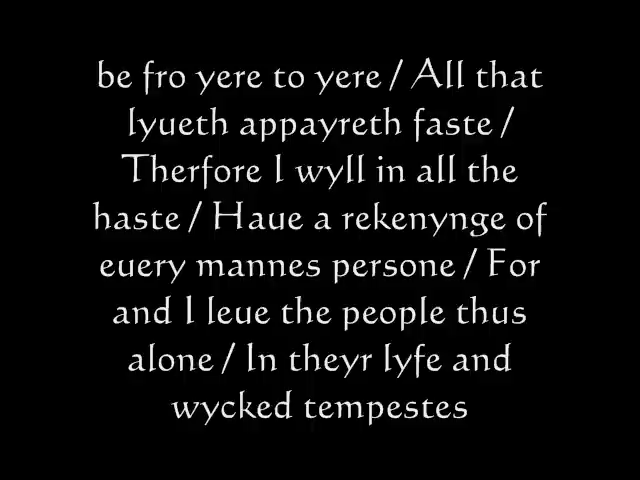 be fro yere to yere / All that
lyueth appayreth faste /
Therfore I wyll in all the
haste / Haue a rekenynge of
euery mannes persone / For
and I leue the people thus
alone / In theyr lyfe and
wycked tempestes